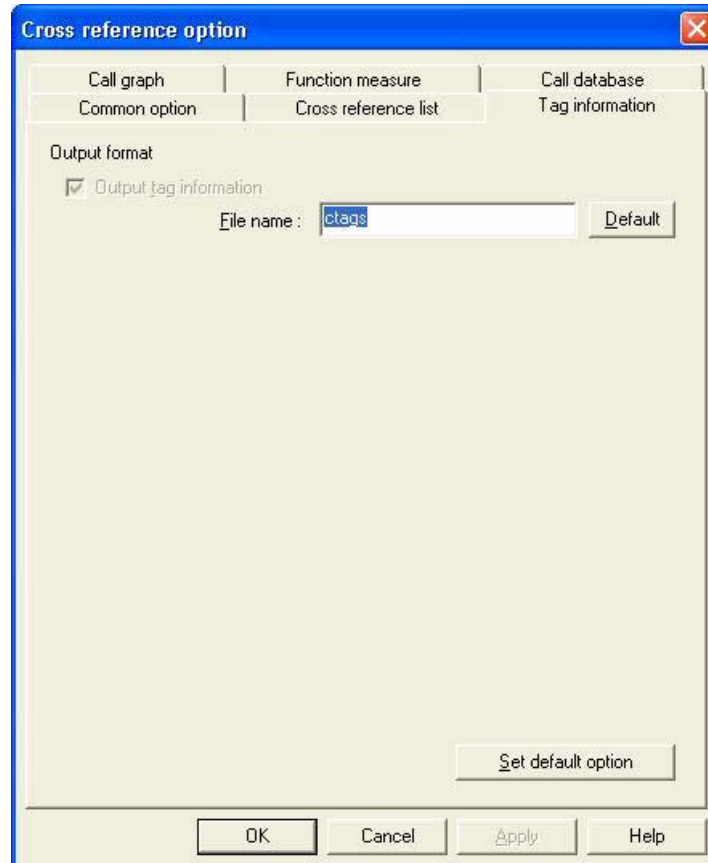 Cross reference option
Call graph Function measure Call database
Common option Cross reference list Tag information
Output format
Output tag information
File name : ctags Default
Set default option
OK Cancel Apply Help